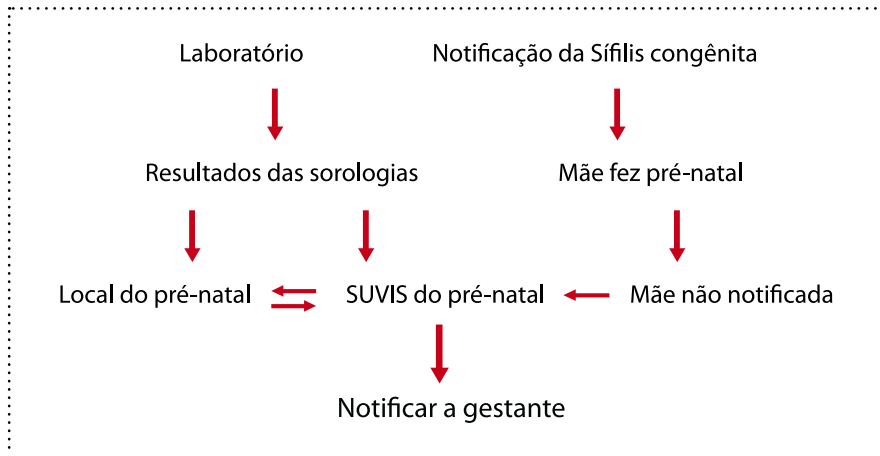 Laboratório
Notificação da Sífilis congênita
Resultados das sorologias
Mãe fez pré-natal
Local do pré-natal
SUVIS do pré-natal
Mãe não notificada
Notificar a gestante